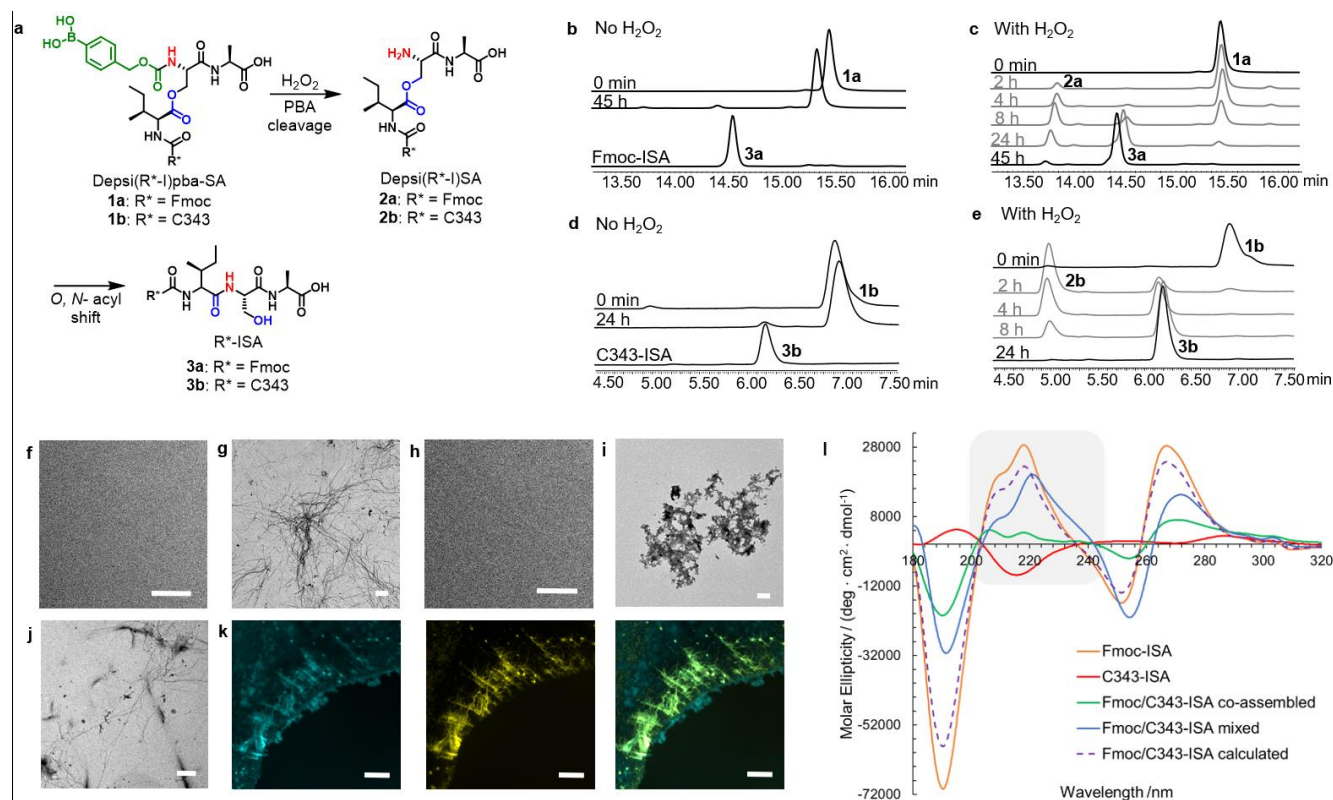 a
HO
B
HO
H
N
O
O
N
H
O
OH
O
O
O
NH
O
R*
Depsi(R*-I)pba-SA
1a: R* = Fmoc
1b: R* = C343
H₂O₂
PBA
cleavage
H₂N
O
O
N
H
O
OH
O
O
NH
O
R*
Depsi(R*-I)SA
2a: R* = Fmoc
2b: R* = C343
O, N- acyl
shift
O
R*
N
H
O
H
N
O
OH
N
H
O
OH
R*-ISA
3a: R* = Fmoc
3b: R* = C343
b No H₂O₂
0 min
1a
45 h
Fmoc-ISA
3a
13.50 14.00 14.50 15.00 15.50 16.00 min
c With H₂O₂
0 min
1a
2 h
2a
4 h
8 h
24 h
45 h
3a
13.50 14.00 14.50 15.00 15.50 16.00 min
d No H₂O₂
0 min
1b
24 h
C343-ISA
3b
4.50 5.00 5.50 6.00 6.50 7.00 7.50 min
e With H₂O₂
0 min
1b
2 h
2b
4 h
8 h
24 h
3b
4.50 5.00 5.50 6.00 6.50 7.00 7.50 min
f
g
h
i
j
k
l
28000
8000
-12000
-32000
-52000
-72000
180 200 220 240 260 280 300 320
Molar Ellipticity / (deg · cm² · dmol⁻¹)
Wavelength /nm
Fmoc-ISA
C343-ISA
Fmoc/C343-ISA co-assembled
Fmoc/C343-ISA mixed
Fmoc/C343-ISA calculated